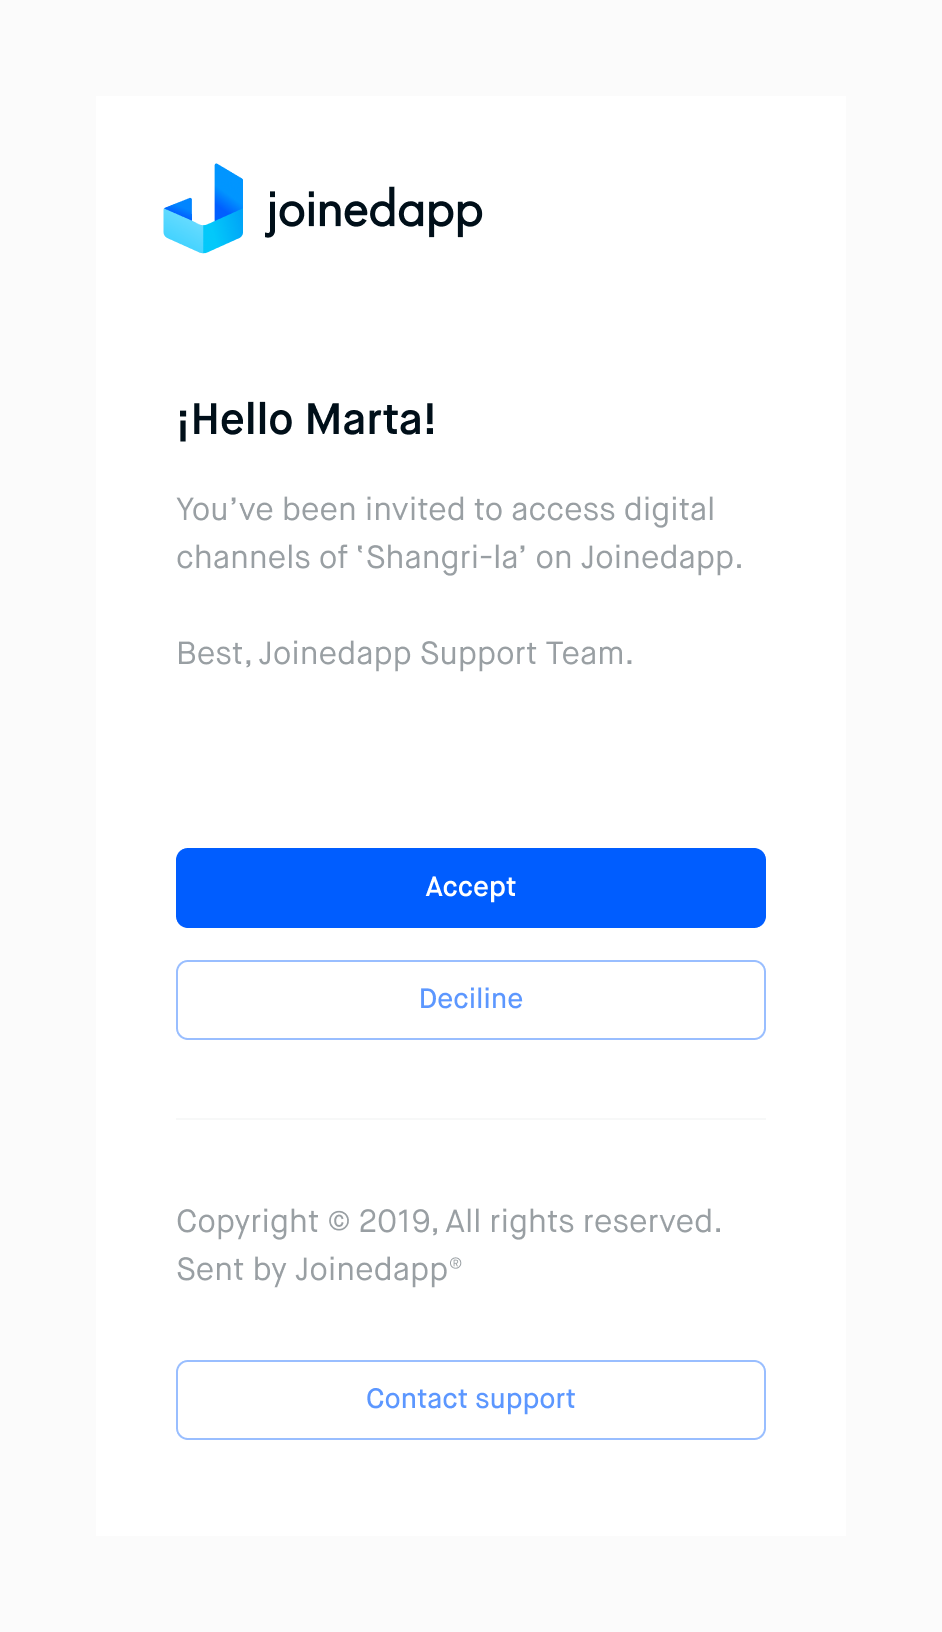 joinedapp
¡Hello Marta!
You’ve been invited to access digital
channels of ‘Shangri-la’ on Joinedapp.
Best, Joinedapp Support Team.
Accept
Deciline
Copyright © 2019, All rights reserved.
Sent by Joinedapp®
Contact support